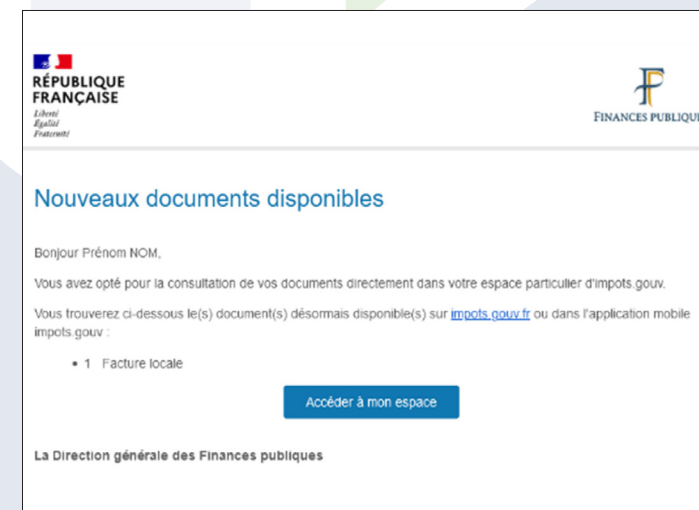 RÉPUBLIQUE
FRANÇAISE
Liberté
Égalité
Fraternité
FINANCES PUBLIQUE
Nouveaux documents disponibles
Bonjour Prénom NOM,
Vous avez opté pour la consultation de vos documents directement dans votre espace particulier d'impots.gouv.
Vous trouverez ci-dessous le(s) document(s) désormais disponible(s) sur impots.gouv.fr ou dans l'application mobile
impots.gouv :
• 1 Facture locale
Accéder à mon espace
La Direction générale des Finances publiques